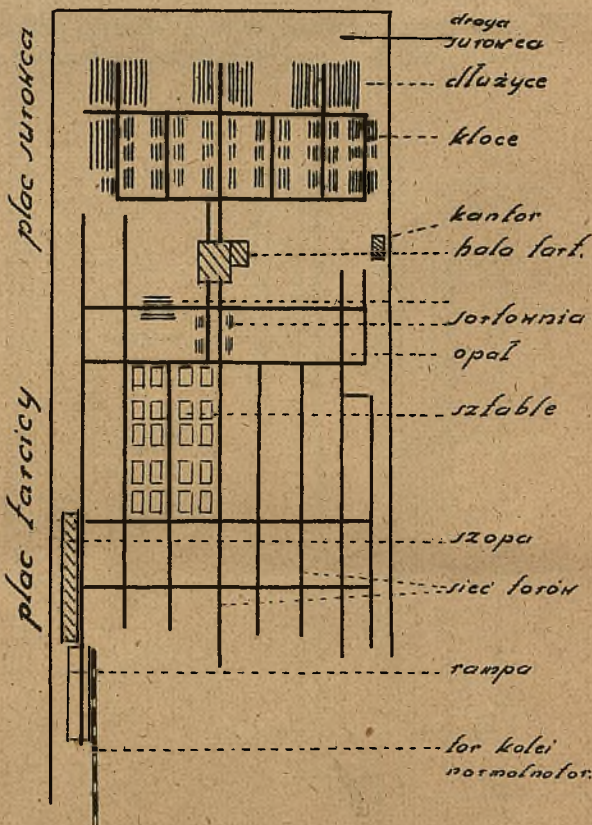 droga
surowca
dłużyce
kloce
kantor
hala tart.
sortownia
opał
sztable
szopa
sieć torów
rampa
tor kolei
normalnotor.
plac surowca
plac tarcicy